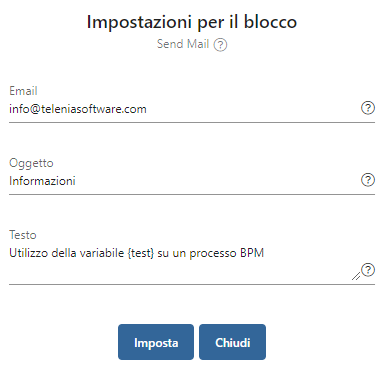 Impostazioni per il blocco
Send Mail ?
Email
info@teleniasoftware.com ?
Oggetto
Informazioni ?
Testo
Utilizzo della variabile {test} su un processo BPM
?
Imposta Chiudi